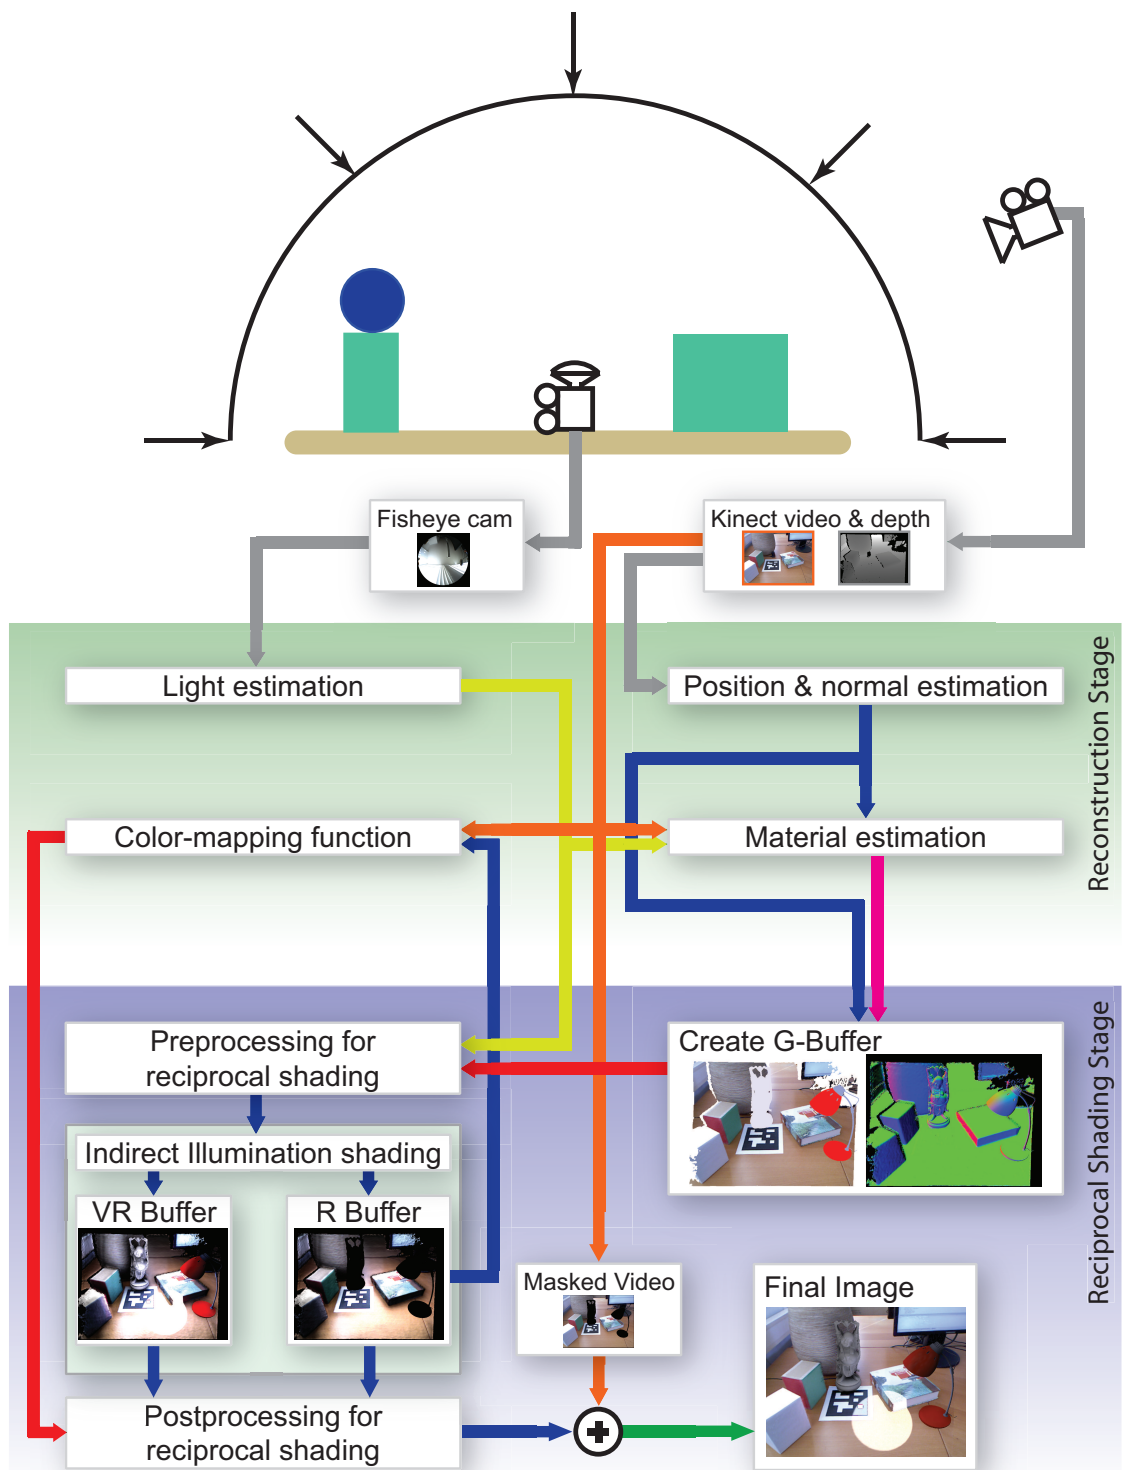 Fisheye cam
Kinect video & depth
Reconstruction Stage
Light estimation
Position & normal estimation
Color-mapping function
Material estimation
Reciprocal Shading Stage
Preprocessing for
reciprocal shading
Create G-Buffer
Indirect Illumination shading
VR Buffer
R Buffer
Masked Video
Final Image
Postprocessing for
reciprocal shading